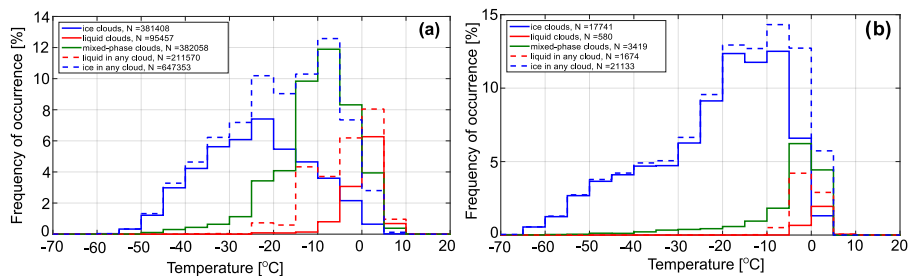 (a)
ice clouds, N = 381408
liquid clouds, N =95457
mixed-phase clouds, N =382058
liquid in any cloud, N =211570
ice in any cloud, N =647353
Frequency of occurrence [%]
14
12
10
8
6
4
2
0
-70 -60 -50 -40 -30 -20 -10 0 10 20
Temperature [°C]
(b)
ice clouds, N =17741
liquid clouds, N =580
mixed-phase clouds, N =3419
liquid in any cloud, N =1674
ice in any cloud, N =21133
Frequency of occurrence [%]
15
10
5
0
-70 -60 -50 -40 -30 -20 -10 0 10 20
Temperature [°C]